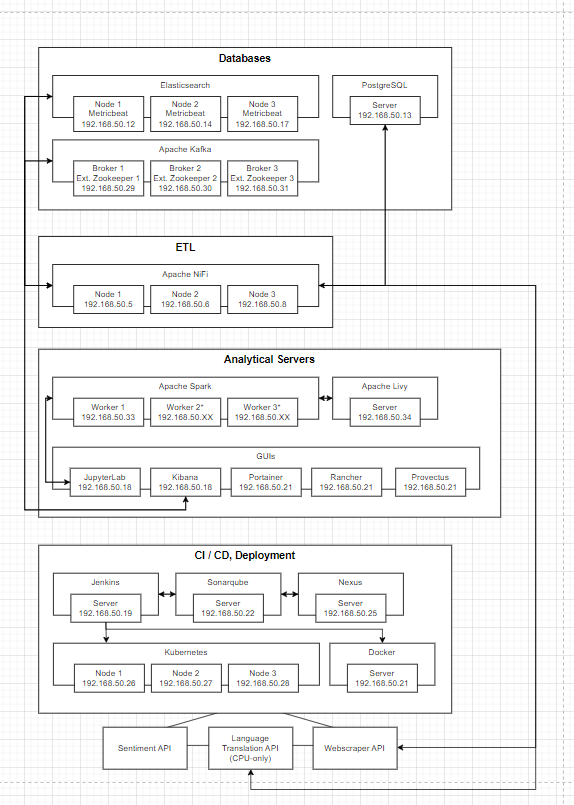 Databases
Elasticsearch
Node 1
Metricbeat
192.168.50.12
Node 2
Metricbeat
192.168.50.14
Node 3
Metricbeat
192.168.50.17
PostgreSQL
Server
192.168.50.13
Apache Kafka
Broker 1
Ext. Zookeeper 1
192.168.50.29
Broker 2
Ext. Zookeeper 2
192.168.50.30
Broker 3
Ext. Zookeeper 3
192.168.50.31
ETL
Apache NiFi
Node 1
192.168.50.5
Node 2
192.168.50.6
Node 3
192.168.50.8
Analytical Servers
Apache Spark
Worker 1
192.168.50.33
Worker 2*
192.168.50.XX
Worker 3*
192.168.50.XX
Apache Livy
Server
192.168.50.34
GUIs
JupyterLab
192.168.50.18
Kibana
192.168.50.18
Portainer
192.168.50.21
Rancher
192.168.50.21
Provectus
192.168.50.21
CI / CD, Deployment
Jenkins
Server
192.168.50.19
Sonarqube
Server
192.168.50.22
Nexus
Server
192.168.50.25
Kubernetes
Node 1
192.168.50.26
Node 2
192.168.50.27
Node 3
192.168.50.28
Docker
Server
192.168.50.21
Sentiment API
Language
Translation API
(CPU-only)
Webscraper API